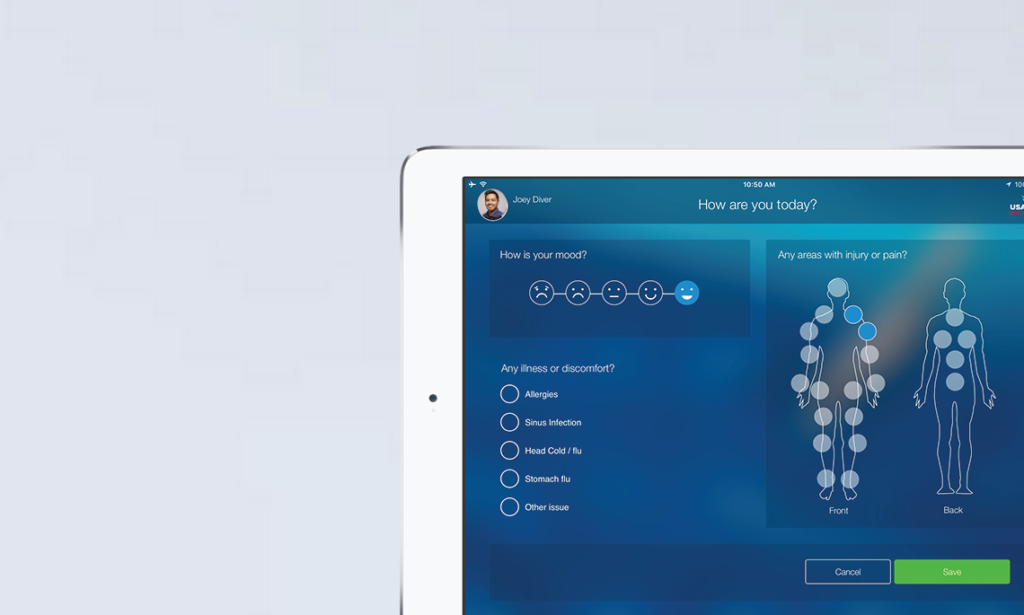 10:50 AM
Joey Diver
How are you today?
How is your mood?
Any areas with injury or pain?
Any illness or discomfort?
Allergies
Sinus Infection
Head Cold / flu
Stomach flu
Other issue
Front
Back
Cancel
Save